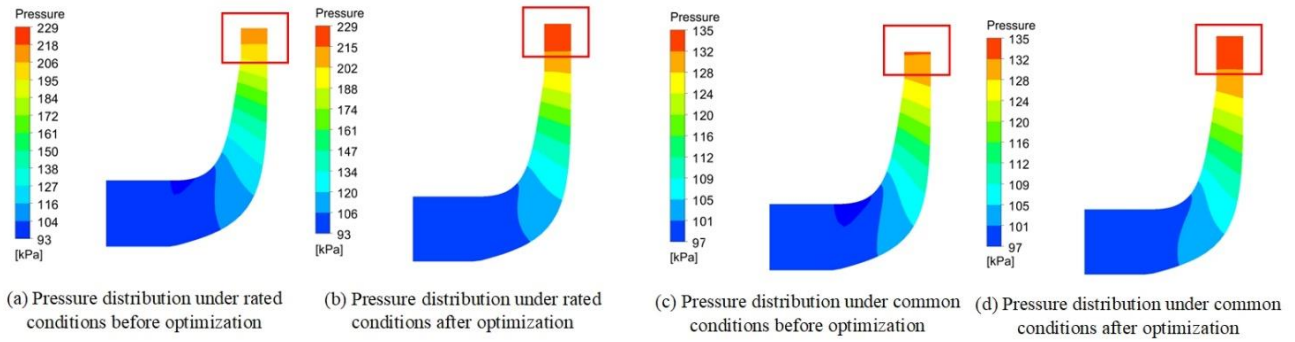 Pressure
229
218
206
195
184
172
161
150
138
127
116
104
93
[kPa]
(a) Pressure distribution under rated
conditions before optimization
Pressure
229
215
202
188
174
161
147
133
120
106
93
[kPa]
(b) Pressure distribution under rated
conditions after optimization
Pressure
135
132
128
124
120
116
112
109
105
101
97
[kPa]
(c) Pressure distribution under common
conditions before optimization
Pressure
135
132
128
124
120
116
112
109
105
101
97
[kPa]
(d) Pressure distribution under common
conditions after optimization